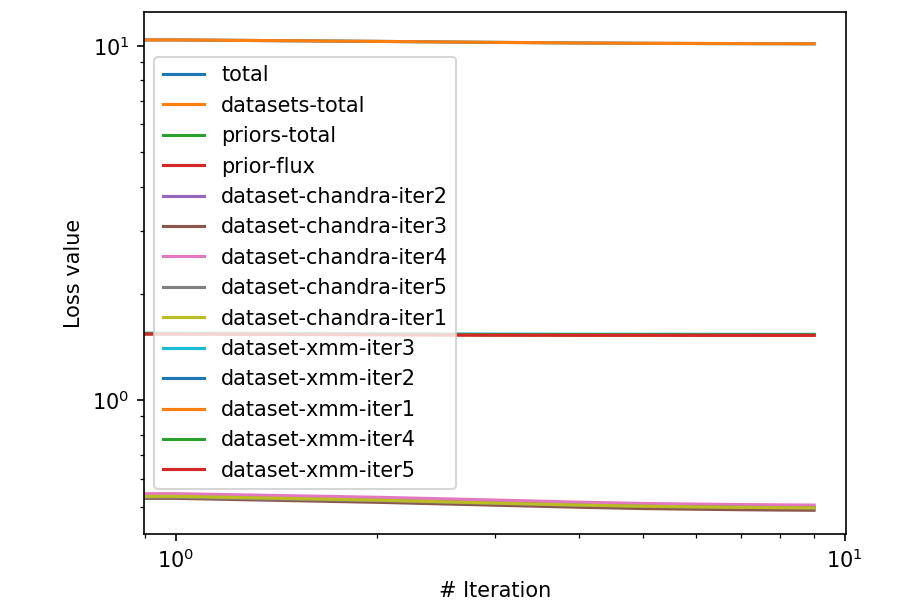 10¹
total
datasets-total
priors-total
prior-flux
dataset-chandra-iter2
dataset-chandra-iter3
dataset-chandra-iter4
dataset-chandra-iter5
dataset-chandra-iter1
dataset-xmm-iter3
dataset-xmm-iter2
dataset-xmm-iter1
dataset-xmm-iter4
dataset-xmm-iter5
Loss value
10⁰
10⁰ 10¹
# Iteration